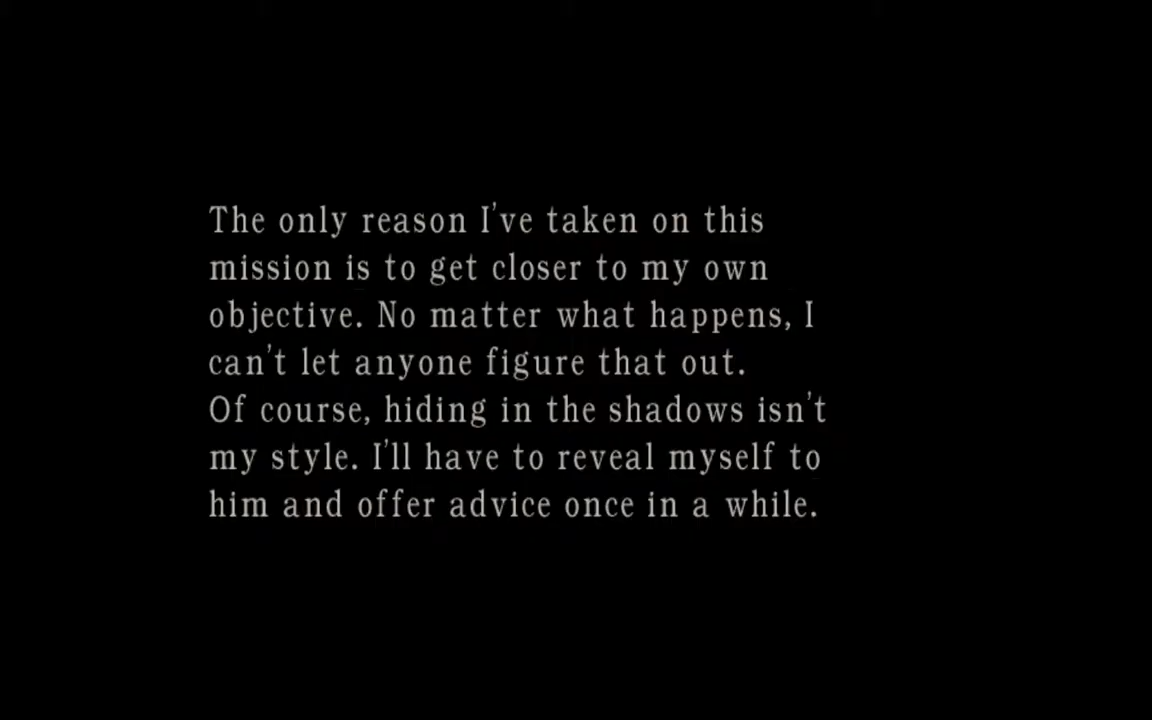 The only reason I've taken on this
mission is to get closer to my own
objective. No matter what happens, I
can't let anyone figure that out.
Of course, hiding in the shadows isn't
my style. I'll have to reveal myself to
him and offer advice once in a while.